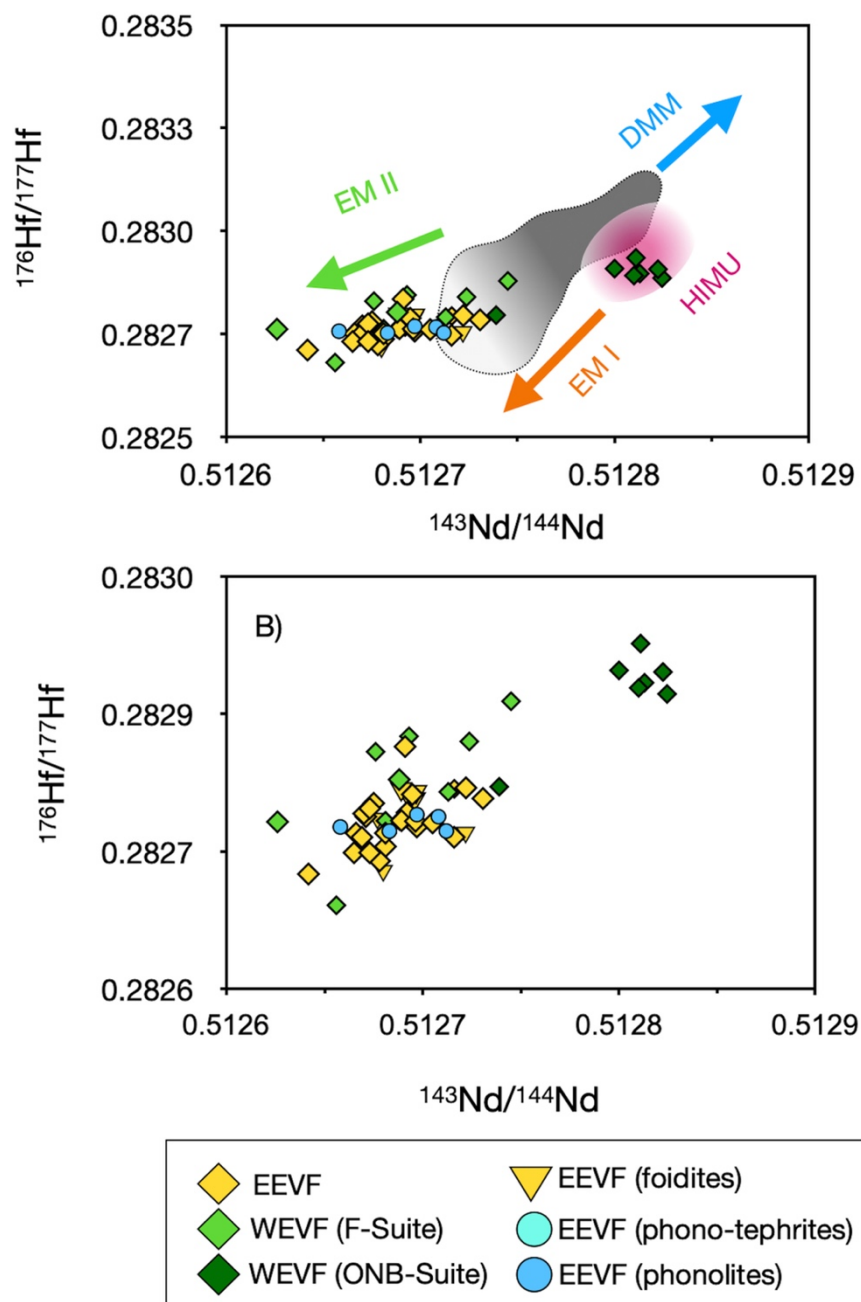 0.2835
0.2833
0.2830
0.2827
0.2825
¹⁷⁶Hf/¹⁷⁷Hf
DMM
EM II
HIMU
EM I
0.5126 0.5127 0.5128 0.5129
¹⁴³Nd/¹⁴⁴Nd
B)
0.2830
0.2829
0.2827
0.2826
¹⁷⁶Hf/¹⁷⁷Hf
0.5126 0.5127 0.5128 0.5129
¹⁴³Nd/¹⁴⁴Nd
EEVF
EEVF (foidites)
WEVF (F-Suite)
EEVF (phono-tephrites)
WEVF (ONB-Suite)
EEVF (phonolites)